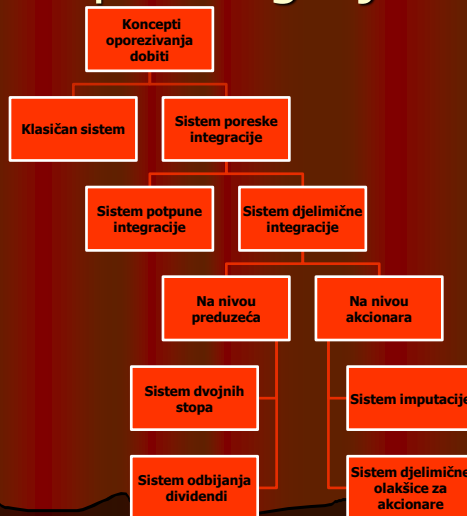 Koncepti
oporezivanja
dobiti
Klasičan sistem
Sistem poreske
integracije
Sistem potpune
integracije
Sistem djelimične
integracije
Na nivou
preduzeća
Na nivou
akcionara
Sistem dvojnih
stopa
Sistem imputacije
Sistem odbijanja
dividendi
Sistem djelimične
olakšice za
akcionare